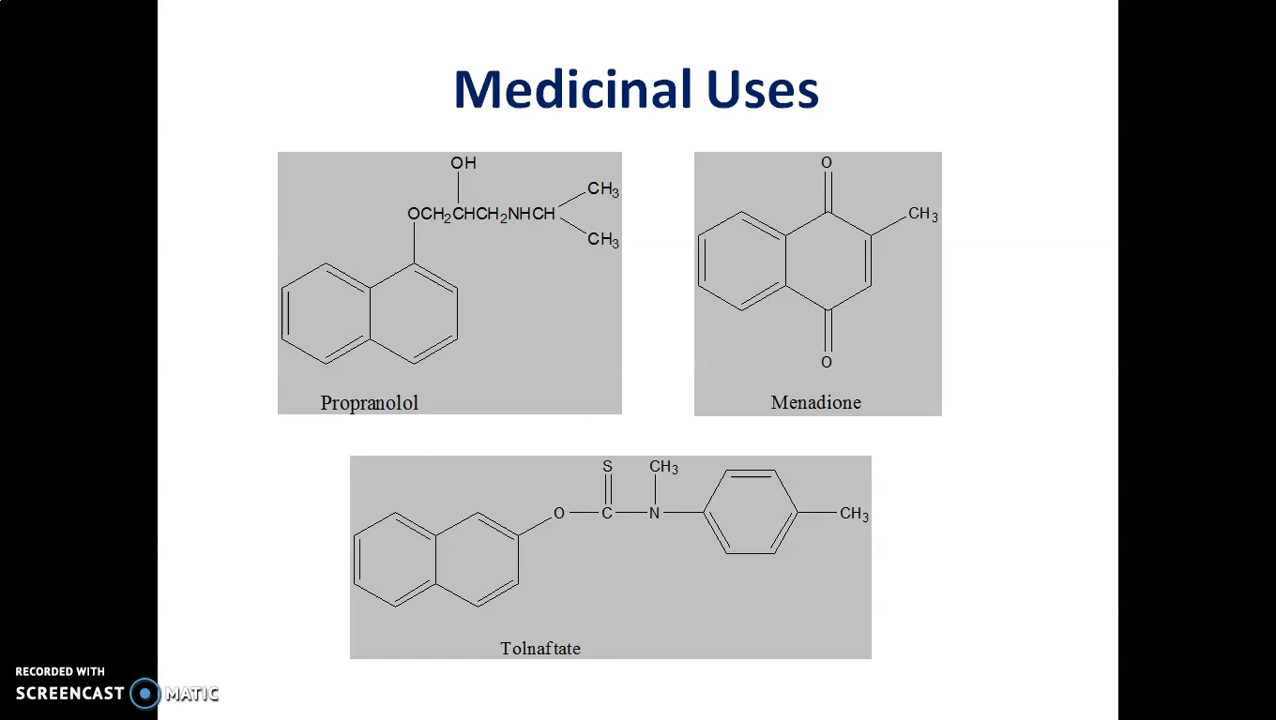 Medicinal Uses
OH
CH3
OCH2CHCH2NHCH
CH3
Propranolol
O
CH3
O
Menadione
S
CH3
O
C
N
CH3
Tolnaftate
RECORDED WITH
SCREENCAST MATIC